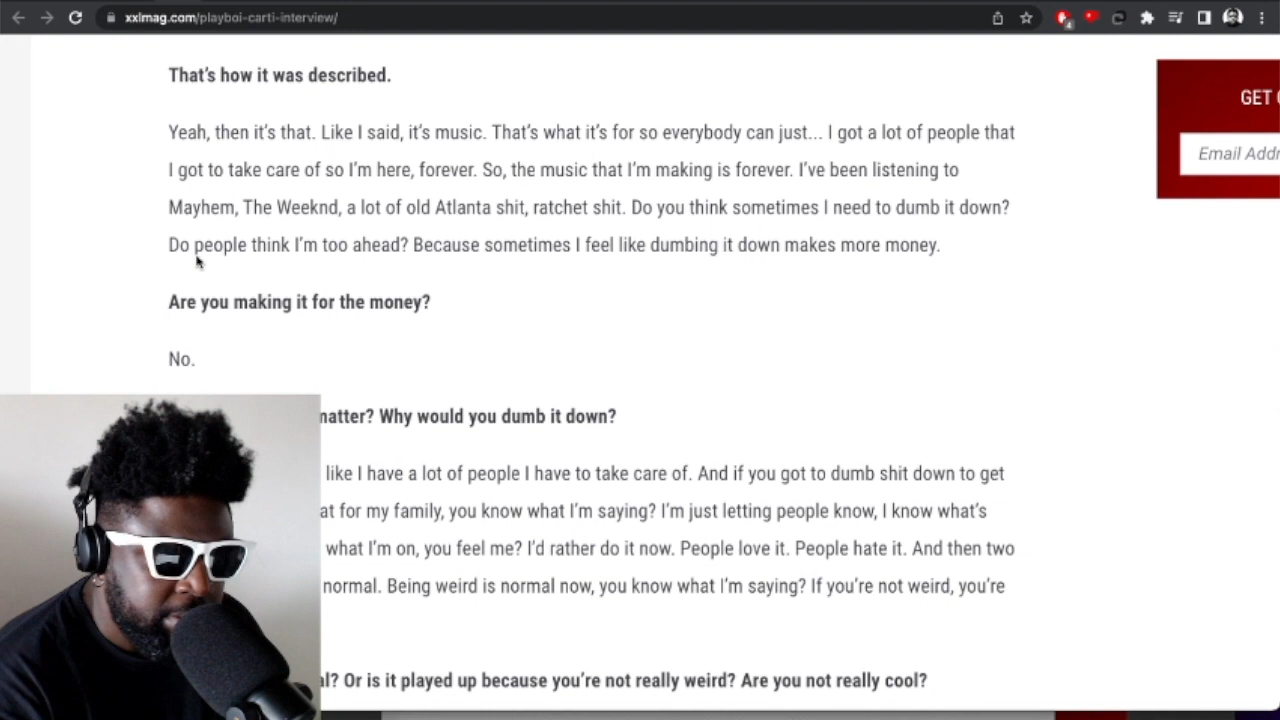 xxlmag.com/playboi-carti-interview/
4
That's how it was described.
GET
Yeah, then it's that. Like I said, it's music. That's what it's for so everybody can just... I got a lot of people that
Email Addr
I got to take care of so I'm here, forever. So, the music that I'm making is forever. I've been listening to
Mayhem, The Weeknd, a lot of old Atlanta shit, ratchet shit. Do you think sometimes I need to dumb it down?
Do people think I'm too ahead? Because sometimes I feel like dumbing it down makes more money.
Are you making it for the money?
No.
matter? Why would you dumb it down?
like I have a lot of people I have to take care of. And if you got to dumb shit down to get
at for my family, you know what I'm saying? I'm just letting people know, I know what's
what I'm on, you feel me? I'd rather do it now. People love it. People hate it. And then two
normal. Being weird is normal now, you know what I'm saying? If you're not weird, you're
l? Or is it played up because you're not really weird? Are you not really cool?